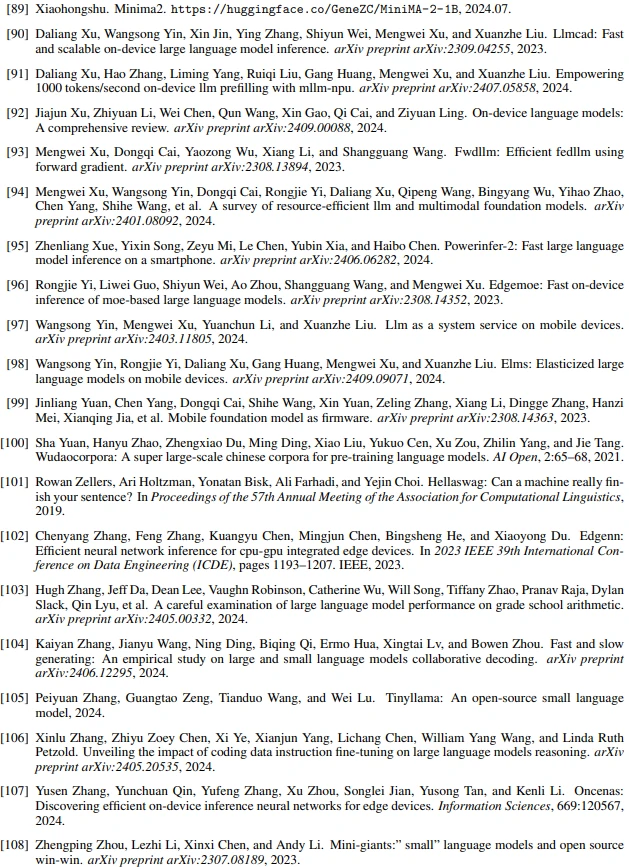 [89] Xiaohongshu. Minima2. https://huggingface.co/GeneZC/MiniMA-2-1B, 2024.07.
[90] Daliang Xu, Wangsong Yin, Xin Jin, Ying Zhang, Shiyun Wei, Mengwei Xu, and Xuanzhe Liu. Llmcad: Fast
and scalable on-device large language model inference. arXiv preprint arXiv:2309.04255, 2023.
[91] Daliang Xu, Hao Zhang, Liming Yang, Ruiqi Liu, Gang Huang, Mengwei Xu, and Xuanzhe Liu. Empowering
1000 tokens/second on-device llm prefilling with mllm-npu. arXiv preprint arXiv:2407.05858, 2024.
[92] Jiajun Xu, Zhiyuan Li, Wei Chen, Qun Wang, Xin Gao, Qi Cai, and Ziyuan Ling. On-device language models:
A comprehensive review. arXiv preprint arXiv:2409.00088, 2024.
[93] Mengwei Xu, Dongqi Cai, Yaozong Wu, Xiang Li, and Shangguang Wang. Fwdllm: Efficient fedllm using
forward gradient. arXiv preprint arXiv:2308.13894, 2023.
[94] Mengwei Xu, Wangsong Yin, Dongqi Cai, Rongjie Yi, Daliang Xu, Qipeng Wang, Bingyang Wu, Yihao Zhao,
Chen Yang, Shihe Wang, et al. A survey of resource-efficient llm and multimodal foundation models. arXiv
preprint arXiv:2401.08092, 2024.
[95] Zhenliang Xue, Yixin Song, Zeyu Mi, Le Chen, Yubin Xia, and Haibo Chen. Powerinfer-2: Fast large language
model inference on a smartphone. arXiv preprint arXiv:2406.06282, 2024.
[96] Rongjie Yi, Liwei Guo, Shiyun Wei, Ao Zhou, Shangguang Wang, and Mengwei Xu. Edgemoe: Fast on-device
inference of moe-based large language models. arXiv preprint arXiv:2308.14352, 2023.
[97] Wangsong Yin, Mengwei Xu, Yuanchun Li, and Xuanzhe Liu. Llm as a system service on mobile devices.
arXiv preprint arXiv:2403.11805, 2024.
[98] Wangsong Yin, Rongjie Yi, Daliang Xu, Gang Huang, Mengwei Xu, and Xuanzhe Liu. Elms: Elasticized large
language models on mobile devices. arXiv preprint arXiv:2409.09071, 2024.
[99] Jinliang Yuan, Chen Yang, Dongqi Cai, Shihe Wang, Xin Yuan, Zeling Zhang, Xiang Li, Dingge Zhang, Hanzi
Mei, Xianqing Jia, et al. Mobile foundation model as firmware. arXiv preprint arXiv:2308.14363, 2023.
[100] Sha Yuan, Hanyu Zhao, Zhengxiao Du, Ming Ding, Xiao Liu, Yukuo Cen, Xu Zou, Zhilin Yang, and Jie Tang.
Wudaocorpora: A super large-scale chinese corpora for pre-training language models. AI Open, 2:65–68, 2021.
[101] Rowan Zellers, Ari Holtzman, Yonatan Bisk, Ali Farhadi, and Yejin Choi. Hellaswag: Can a machine really fin-
ish your sentence? In Proceedings of the 57th Annual Meeting of the Association for Computational Linguistics,
2019.
[102] Chenyang Zhang, Feng Zhang, Kuangyu Chen, Mingjun Chen, Bingsheng He, and Xiaoyong Du. Edgenn:
Efficient neural network inference for cpu-gpu integrated edge devices. In 2023 IEEE 39th International Con-
ference on Data Engineering (ICDE), pages 1193–1207. IEEE, 2023.
[103] Hugh Zhang, Jeff Da, Dean Lee, Vaughn Robinson, Catherine Wu, Will Song, Tiffany Zhao, Pranav Raja, Dylan
Slack, Qin Lyu, et al. A careful examination of large language model performance on grade school arithmetic.
arXiv preprint arXiv:2405.00332, 2024.
[104] Kaiyan Zhang, Jianyu Wang, Ning Ding, Biqing Qi, Ermo Hua, Xingtai Lv, and Bowen Zhou. Fast and slow
generating: An empirical study on large and small language models collaborative decoding. arXiv preprint
arXiv:2406.12295, 2024.
[105] Peiyuan Zhang, Guangtao Zeng, Tianduo Wang, and Wei Lu. Tinyllama: An open-source small language
model, 2024.
[106] Xinlu Zhang, Zhiyu Zoey Chen, Xi Ye, Xianjun Yang, Lichang Chen, William Yang Wang, and Linda Ruth
Petzold. Unveiling the impact of coding data instruction fine-tuning on large language models reasoning. arXiv
preprint arXiv:2405.20535, 2024.
[107] Yusen Zhang, Yunchuan Qin, Yufeng Zhang, Xu Zhou, Songlei Jian, Yusong Tan, and Kenli Li. Oncenas:
Discovering efficient on-device inference neural networks for edge devices. Information Sciences, 669:120567,
2024.
[108] Zhengping Zhou, Lezhi Li, Xinxi Chen, and Andy Li. Mini-giants:” small” language models and open source
win-win. arXiv preprint arXiv:2307.08189, 2023.